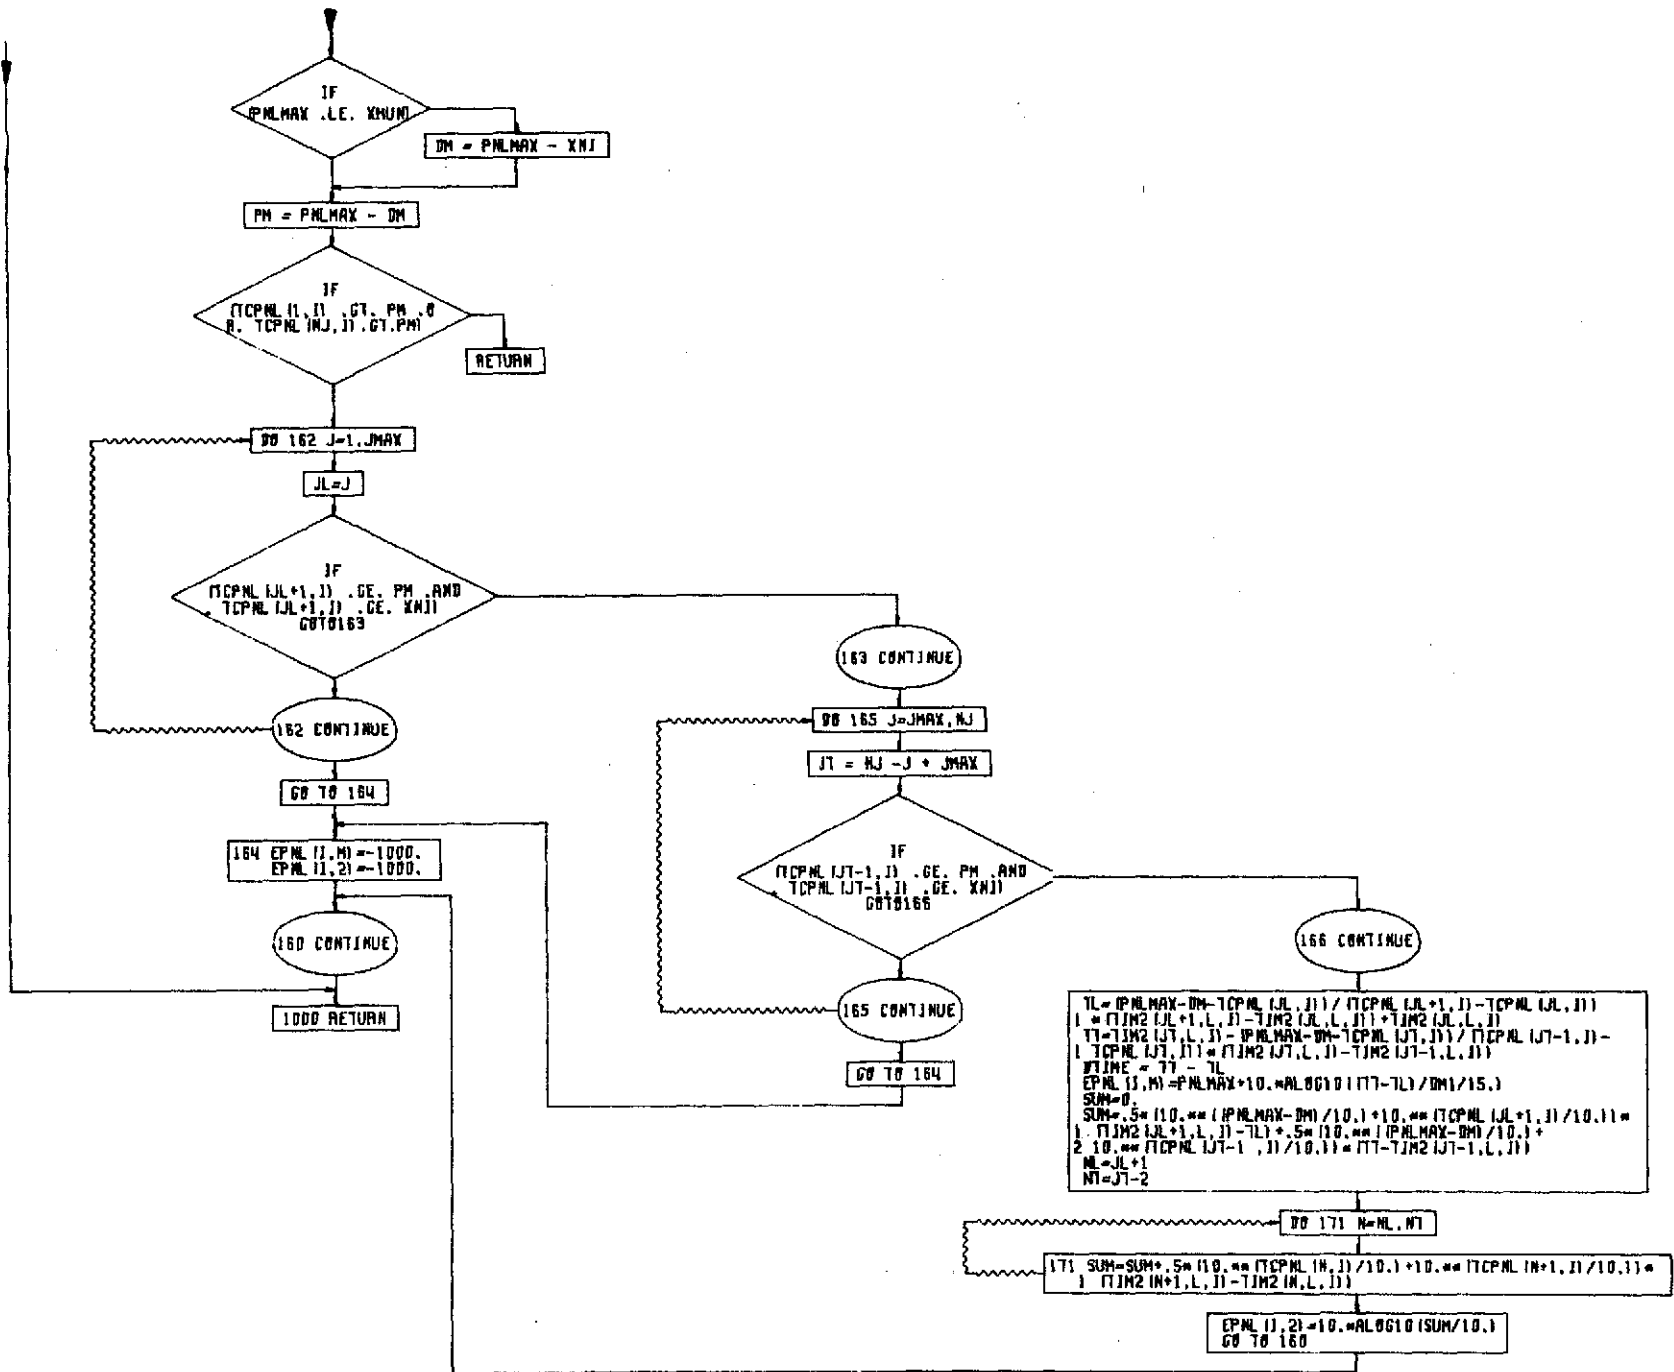 IF
(PNLMAX .LE. XMUN)
DM = PNLMAX - XNI
PM = PNLMAX - DM
IF
(TCPNL (1,I) .GT. PM .O
R. TCPNL (NJ,I) .GT.PM)
RETURN
DO 162 J=1,JMAX
JL=J
IF
(TCPNL (JL+1,I) .GE. PM .AND
. TCPNL (JL+1,I) .GE. XNI)
GOTO163
162 CONTINUE
GO TO 164
164 EPNL (I,M)=-1000.
EPNL (I,2)=-1000.
160 CONTINUE
1000 RETURN
163 CONTINUE
DO 165 J=JMAX,NJ
JT = NJ -J + JMAX
IF
(TCPNL (JT-1,I) .GE. PM .AND
. TCPNL (JT-1,I) .GE. XNI)
GOTO166
165 CONTINUE
GO TO 164
166 CONTINUE
TL=(PNLMAX-DM-TCPNL (JL,I))/(TCPNL (JL+1,I)-TCPNL (JL,I))
1 *(TIM2 (JL+1,L,I)-TIM2 (JL,L,I))+TIM2 (JL,L,I)
TT=TIM2 (JT,L,I)-(PNLMAX-DM-TCPNL (JT,I))/(TCPNL (JT-1,I)-
1 TCPNL (JT,I))*(TIM2 (JT,L,I)-TIM2 (JT-1,L,I))
DTIME = TT - TL
EPNL (I,M)=PNLMAX+10.*ALOG10(((TT-TL)/DM)/15.)
SUM=0.
SUM=.5*(10.**((PNLMAX-DM)/10.)+10.**(TCPNL (JL+1,I)/10.))*
1 (TIM2 (JL+1,L,I)-TL)+.5*(10.**((PNLMAX-DM)/10.)+
2 10.**(TCPNL (JT-1 ,I)/10.))*(TT-TIM2 (JT-1,L,I))
NL=JL+1
NT=JT-2
DO 171 N=NL,NT
171 SUM=SUM+.5*(10.**(TCPNL (N,I)/10.)+10.**(TCPNL (N+1,I)/10.))*
1 (TIM2 (N+1,L,I)-TIM2 (N,L,I))
EPNL (I,2)=10.*ALOG10(SUM/10.)
GO TO 160